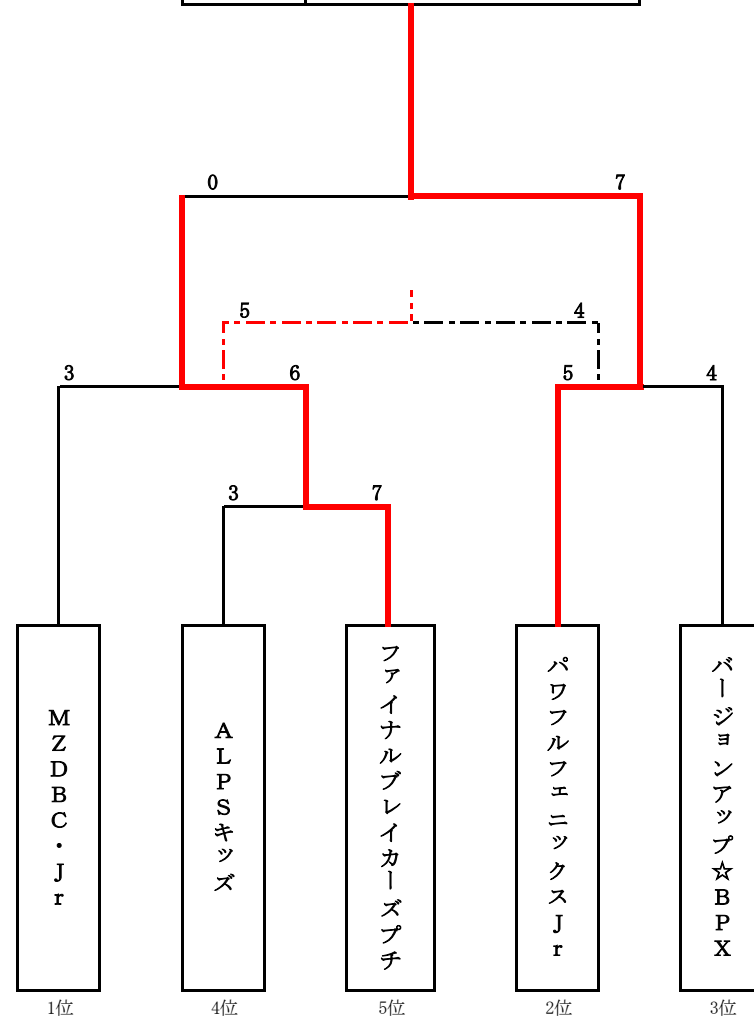 0 7
5 4
3 6 5 4
3 7
MZDBC・Jr
ALPSキッズ
ファイナルブレイカーズプチ
パワフルフェニックスJr
バージョンアップ☆BPX
1位 4位 5位 2位 3位